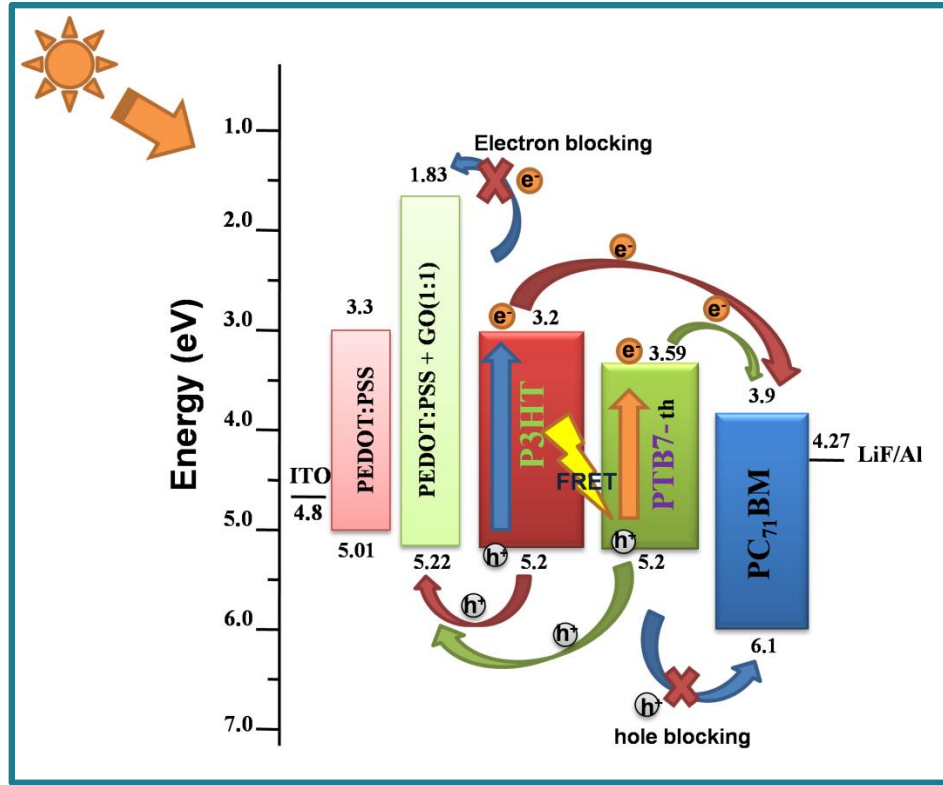 Energy (eV)
1.0
2.0
3.0
4.0
5.0
6.0
7.0
Electron blocking
e-
1.83
e-
e-
3.3
e-
3.2
e-
3.59
3.9
4.27
LiF/Al
ITO
4.8
PEDOT:PSS
PEDOT:PSS + GO(1:1)
P3HT
FRET
PTB7-th
PC₇₁BM
h+
h+
5.01
5.22
5.2
5.2
h+
h+
6.1
h+
hole blocking